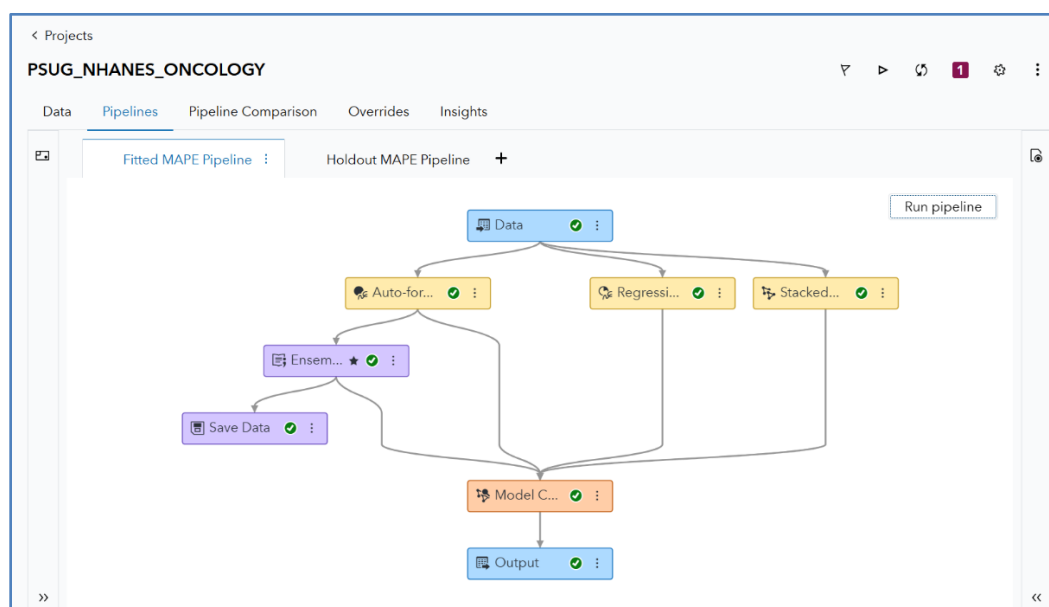 Projects
PSUG_NHANES_ONCOLOGY
1
Data Pipelines Pipeline Comparison Overrides Insights
Fitted MAPE Pipeline Holdout MAPE Pipeline +
Run pipeline
Data
Auto-for... Regressi... Stacked...
Ensem...
Save Data
Model C...
Output